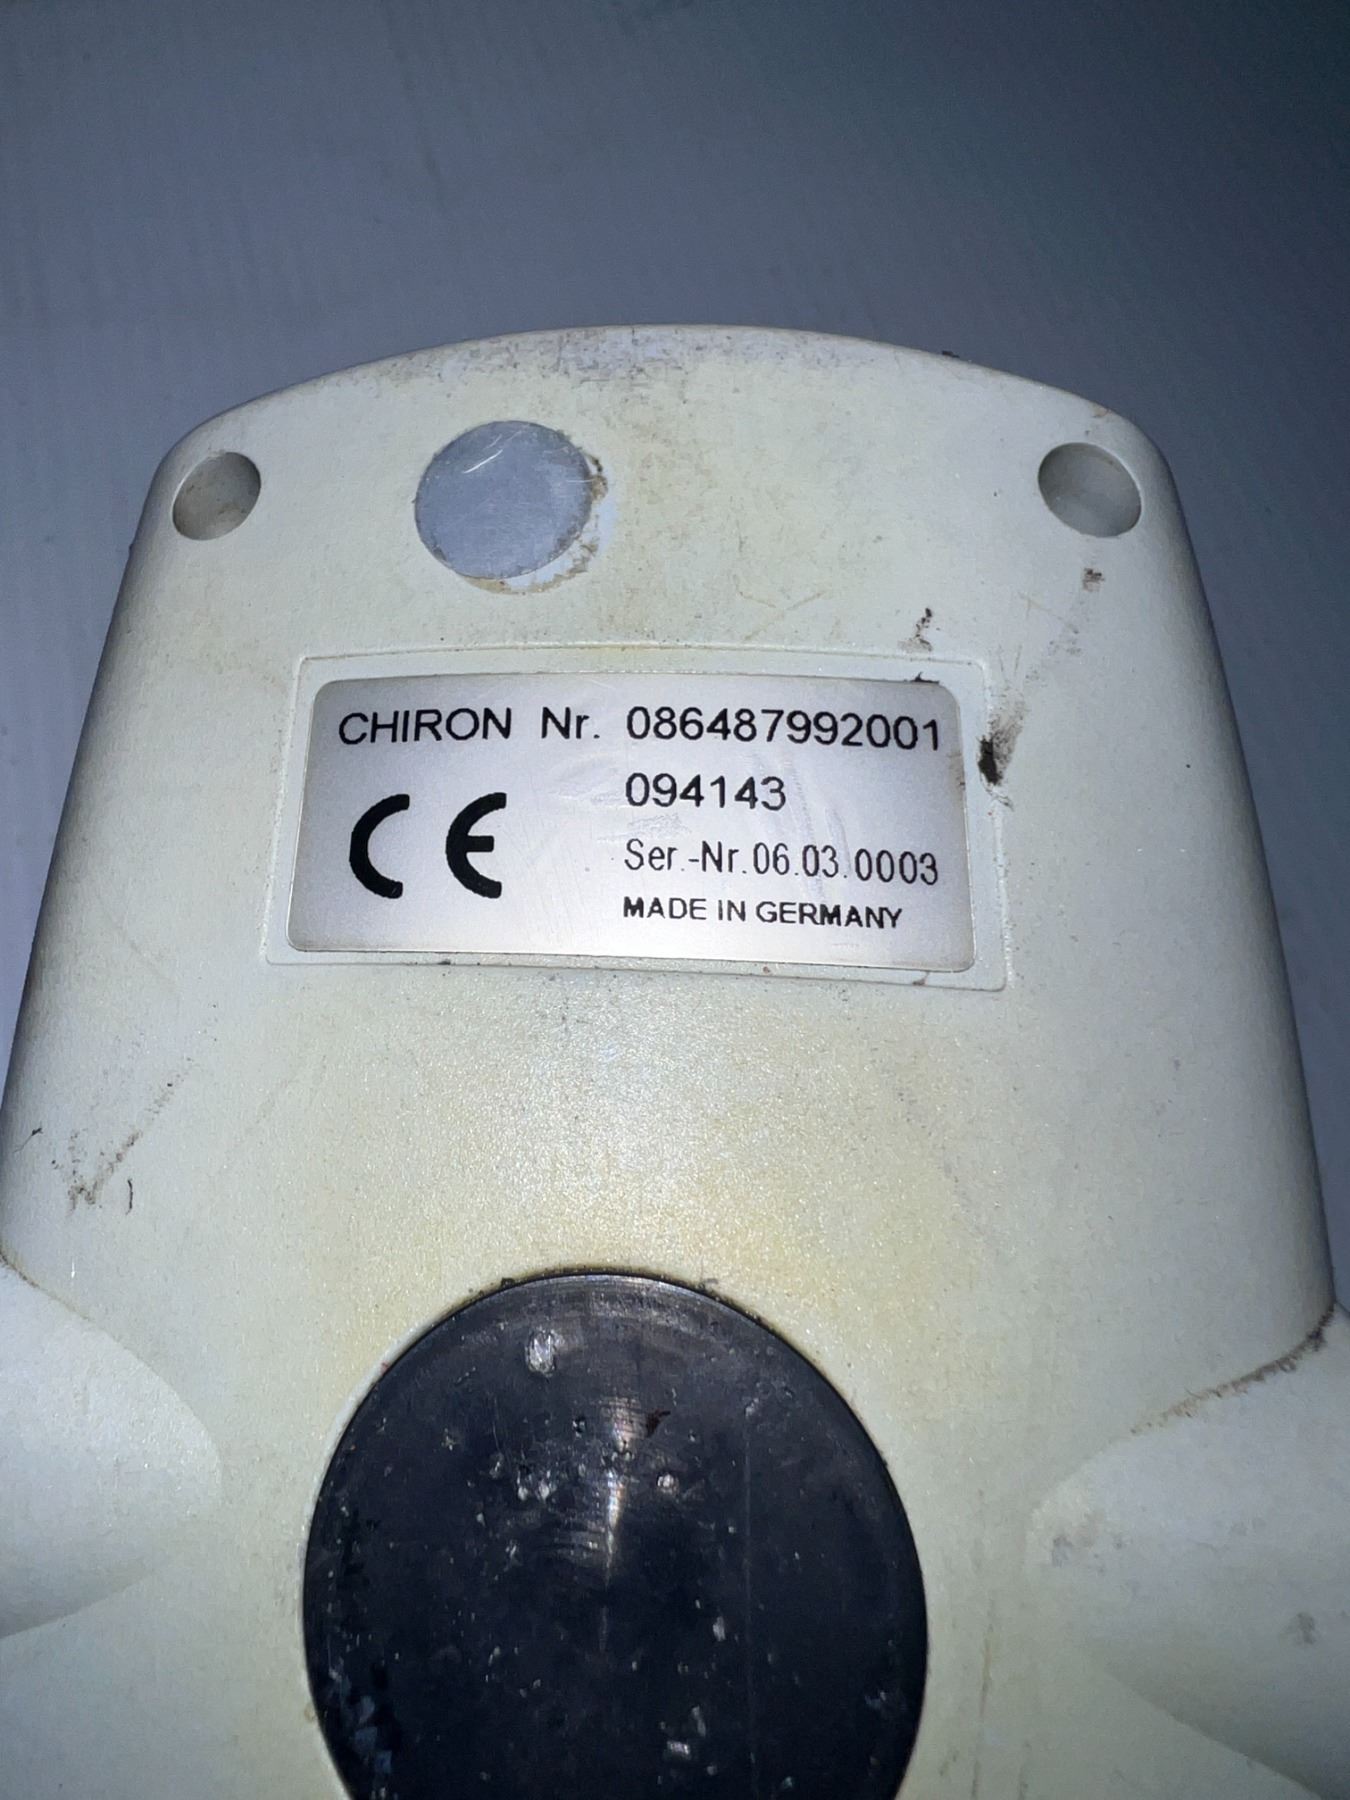 CHIRON Nr. 086487992001
094143
CE
Ser.-Nr.06.03.0003
MADE IN GERMANY